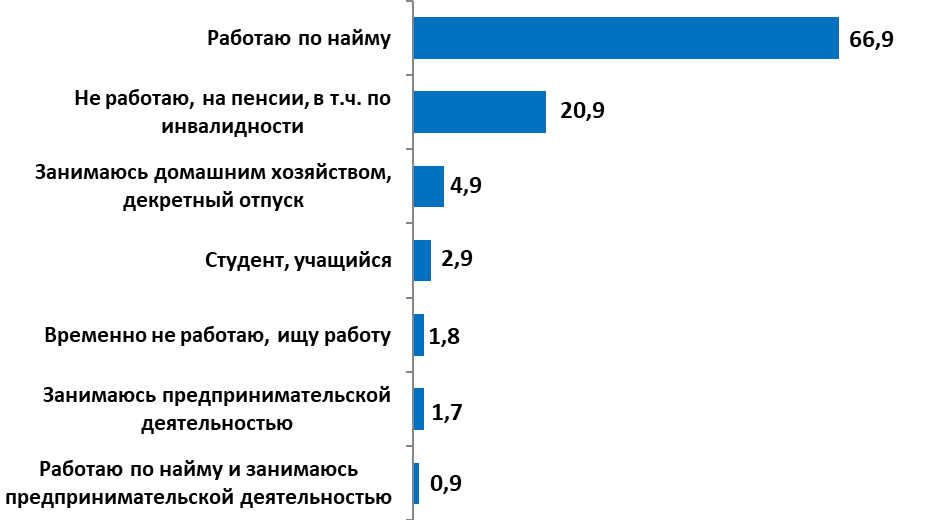 Работаю по найму
66,9
Не работаю, на пенсии, в т.ч. по
инвалидности
20,9
Занимаюсь домашним хозяйством,
декретный отпуск
4,9
Студент, учащийся
2,9
Временно не работаю, ищу работу
1,8
Занимаюсь предпринимательской
деятельностью
1,7
Работаю по найму и занимаюсь
предпринимательской деятельностью
0,9